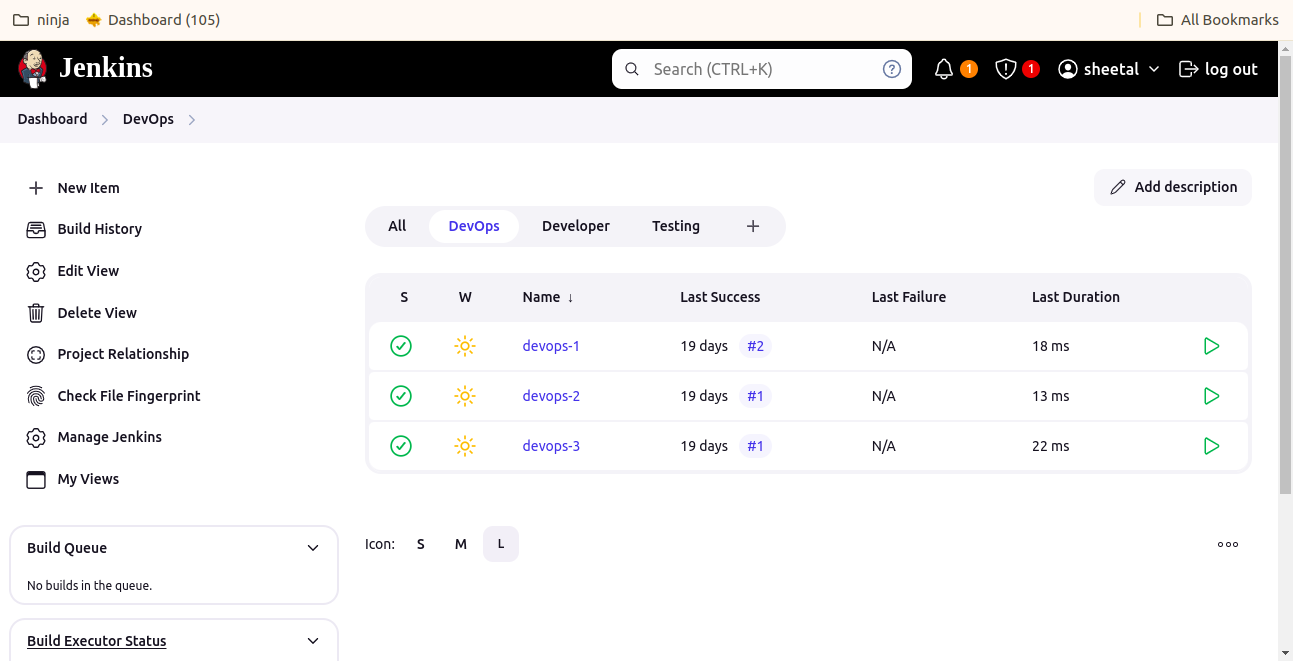 ninja Dashboard (105) All Bookmarks
Jenkins Search (CTRL+K) ? 1 1 sheetal log out
Dashboard DevOps
New Item
Build History
Edit View
Delete View
Project Relationship
Check File Fingerprint
Manage Jenkins
My Views
Build Queue
No builds in the queue.
Build Executor Status
Add description
All DevOps Developer Testing +
S W Name ↓ Last Success Last Failure Last Duration
devops-1 19 days #2 N/A 18 ms
devops-2 19 days #1 N/A 13 ms
devops-3 19 days #1 N/A 22 ms
Icon: S M L